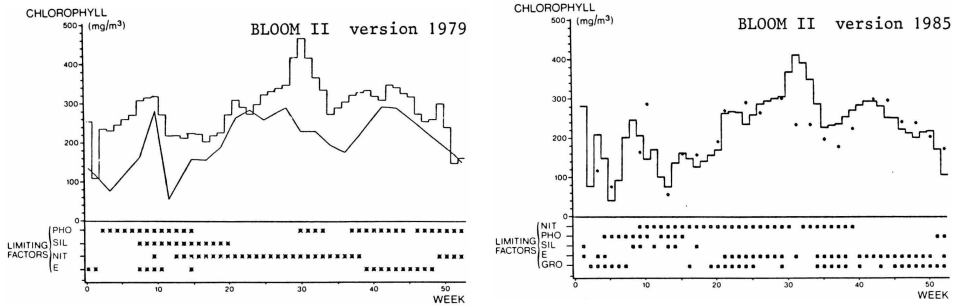 CHLOROPHYLL
(mg/m³)
BLOOM II version 1979
500
400
300
200
100
0
LIMITING
FACTORS
PHO
SIL
NIT
E
0
10
20
30
40
50
WEEK
CHLOROPHYLL
(mg/m³)
BLOOM II version 1985
500
400
300
200
100
0
LIMITING
FACTORS
NIT
PHO
SIL
E
GRO
0
10
20
30
40
50
WEEK